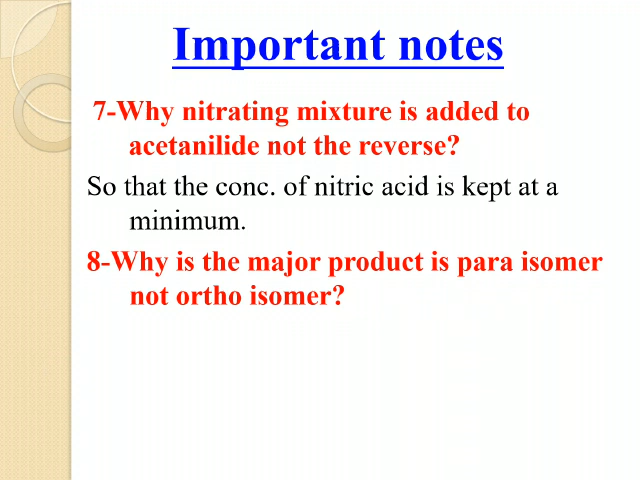 Important notes
7-Why nitrating mixture is added to
acetanilide not the reverse?
So that the conc. of nitric acid is kept at a
minimum.
8-Why is the major product is para isomer
not ortho isomer?